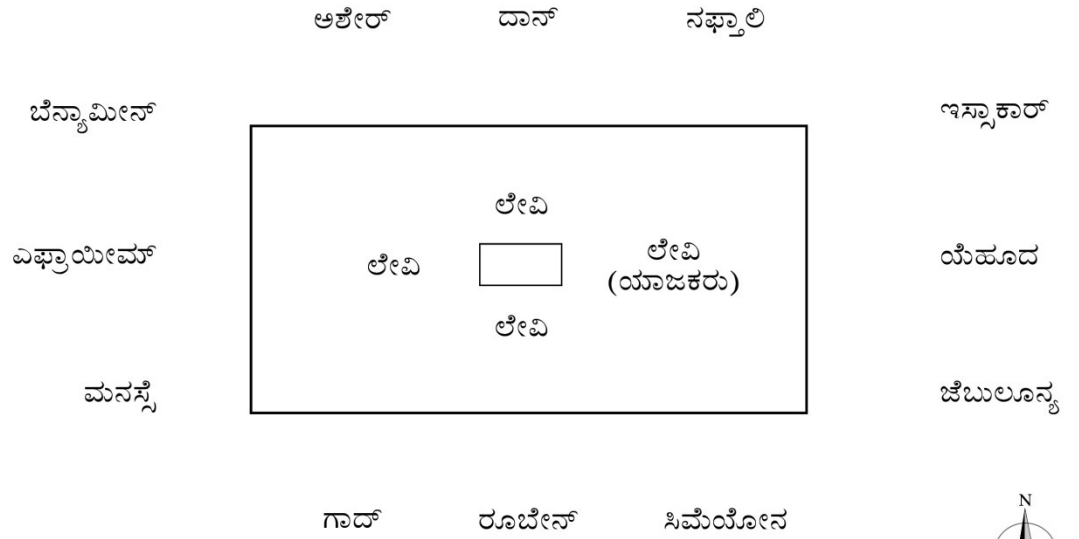 ಅಶೇರ್ ದಾನ್ ನಫ್ತಾಲಿ
ಬೆನ್ಯಾಮೀನ್ ಇಸ್ಸಾಕಾರ್
ಲೇವಿ
ಎಫ್ರಾಯೀಮ್ ಲೇವಿ ಲೇವಿ ಯೆಹೂದ
(ಯಾಜಕರು)
ಲೇವಿ
ಮನಸ್ಸೆ ಜೆಬುಲೂನ್ಯ
ಗಾದ್ ರೂಬೇನ್ ಸಿಮೆಯೋನ
N